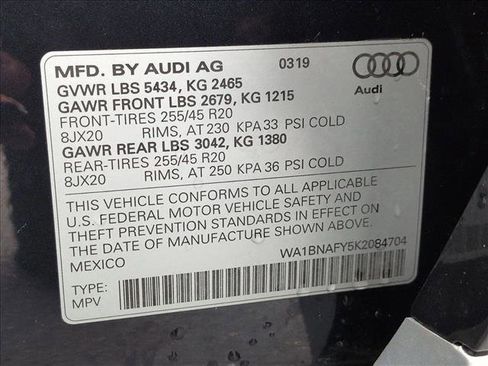 MFD. BY AUDI AG 0319
GVWR LBS 5434, KG 2465
GAWR FRONT LBS 2679, KG 1215
Audi
FRONT-TIRES 255/45 R20
8JX20 RIMS, AT 230 KPA 33 PSI COLD
GAWR REAR LBS 3042, KG 1380
REAR-TIRES 255/45 R20
8JX20 RIMS, AT 250 KPA 36 PSI COLD
THIS VEHICLE CONFORMS TO ALL APPLICABLE
U.S. FEDERAL MOTOR VEHICLE SAFETY AND
THEFT PREVENTION STANDARDS IN EFFECT ON
THE DATE OF MANUFACTURE SHOWN ABOVE.
MEXICO WA1BNAFY5K2084704
TYPE:
MPV